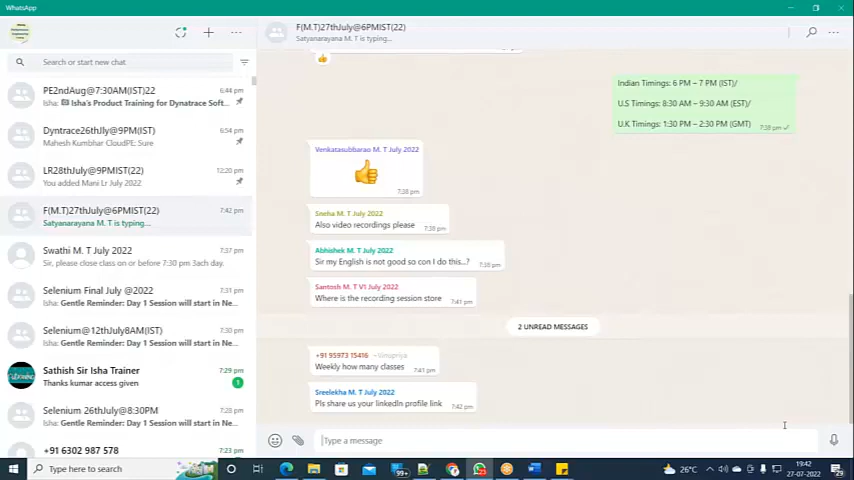 WhatsApp
Search or start new chat
PE2ndAug@7:30AM(IST)22
6:44 pm
Isha: Isha's Product Training for Dynatrace Soft...
Dyntrace26thJly@9PM(IST)
6:54 pm
Mahesh Kumbhar CloudPE: Sure
LR28thJuly@9PMIST(22)
12:20 pm
You added Mani Lr July 2022
F(M.T)27thJuly@6PMIST(22)
7:42 pm
Satyanarayana M. T is typing...
Swathi M. T July 2022
7:37 pm
Sir, please close class on or before 7:30 pm 3ach day.
Selenium Final July @2022
7:31 pm
Isha: Gentle Reminder: Day 1 Session will start in Ne...
Selenium@12thJuly8AM(IST)
7:30 pm
Isha: Gentle Reminder: Day 1 Session will start in Ne...
Sathish Sir Isha Trainer
7:29 pm
Thanks kumar access given
1
Selenium 26thJuly@8:30PM
7:28 pm
Isha: Gentle Reminder: Day 1 Session will start in Ne...
+91 6302 987 578
7:23 pm
F(M.T)27thJuly@6PMIST(22)
Satyanarayana M. T is typing...
Indian Timings: 6 PM – 7 PM (IST)/
U.S Timings: 8:30 AM – 9:30 AM (EST)/
U.K Timings: 1:30 PM – 2:30 PM (GMT)
7:38 pm
Venkatasubbarao M. T July 2022
7:38 pm
Sneha M. T July 2022
Also video recordings please
7:38 pm
Abhishek M. T July 2022
Sir my English is not good so con I do this...?
7:38 pm
Santosh M. T V1 July 2022
Where is the recording session store
7:41 pm
2 UNREAD MESSAGES
+91 95973 15416
Weekly how many classes
7:41 pm
Sreelekha M. T July 2022
Pls share us your linkedIn profile link
7:42 pm
Type a message
Type here to search
99+
26°C
19:42
27-07-2022
29